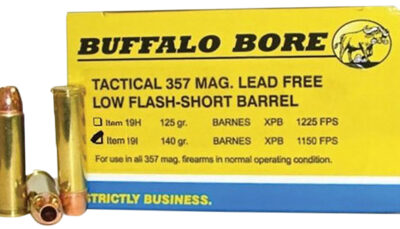 BUFFALO BORE
TACTICAL 357 MAG. LEAD FREE
LOW FLASH-SHORT BARREL
Item 19H 125 gr. BARNES XPB 1225 FPS
Item 19I 140 gr. BARNES XPB 1150 FPS
For use in all 357 mag. firearms in normal operating condition.
STRICTLY BUSINESS.